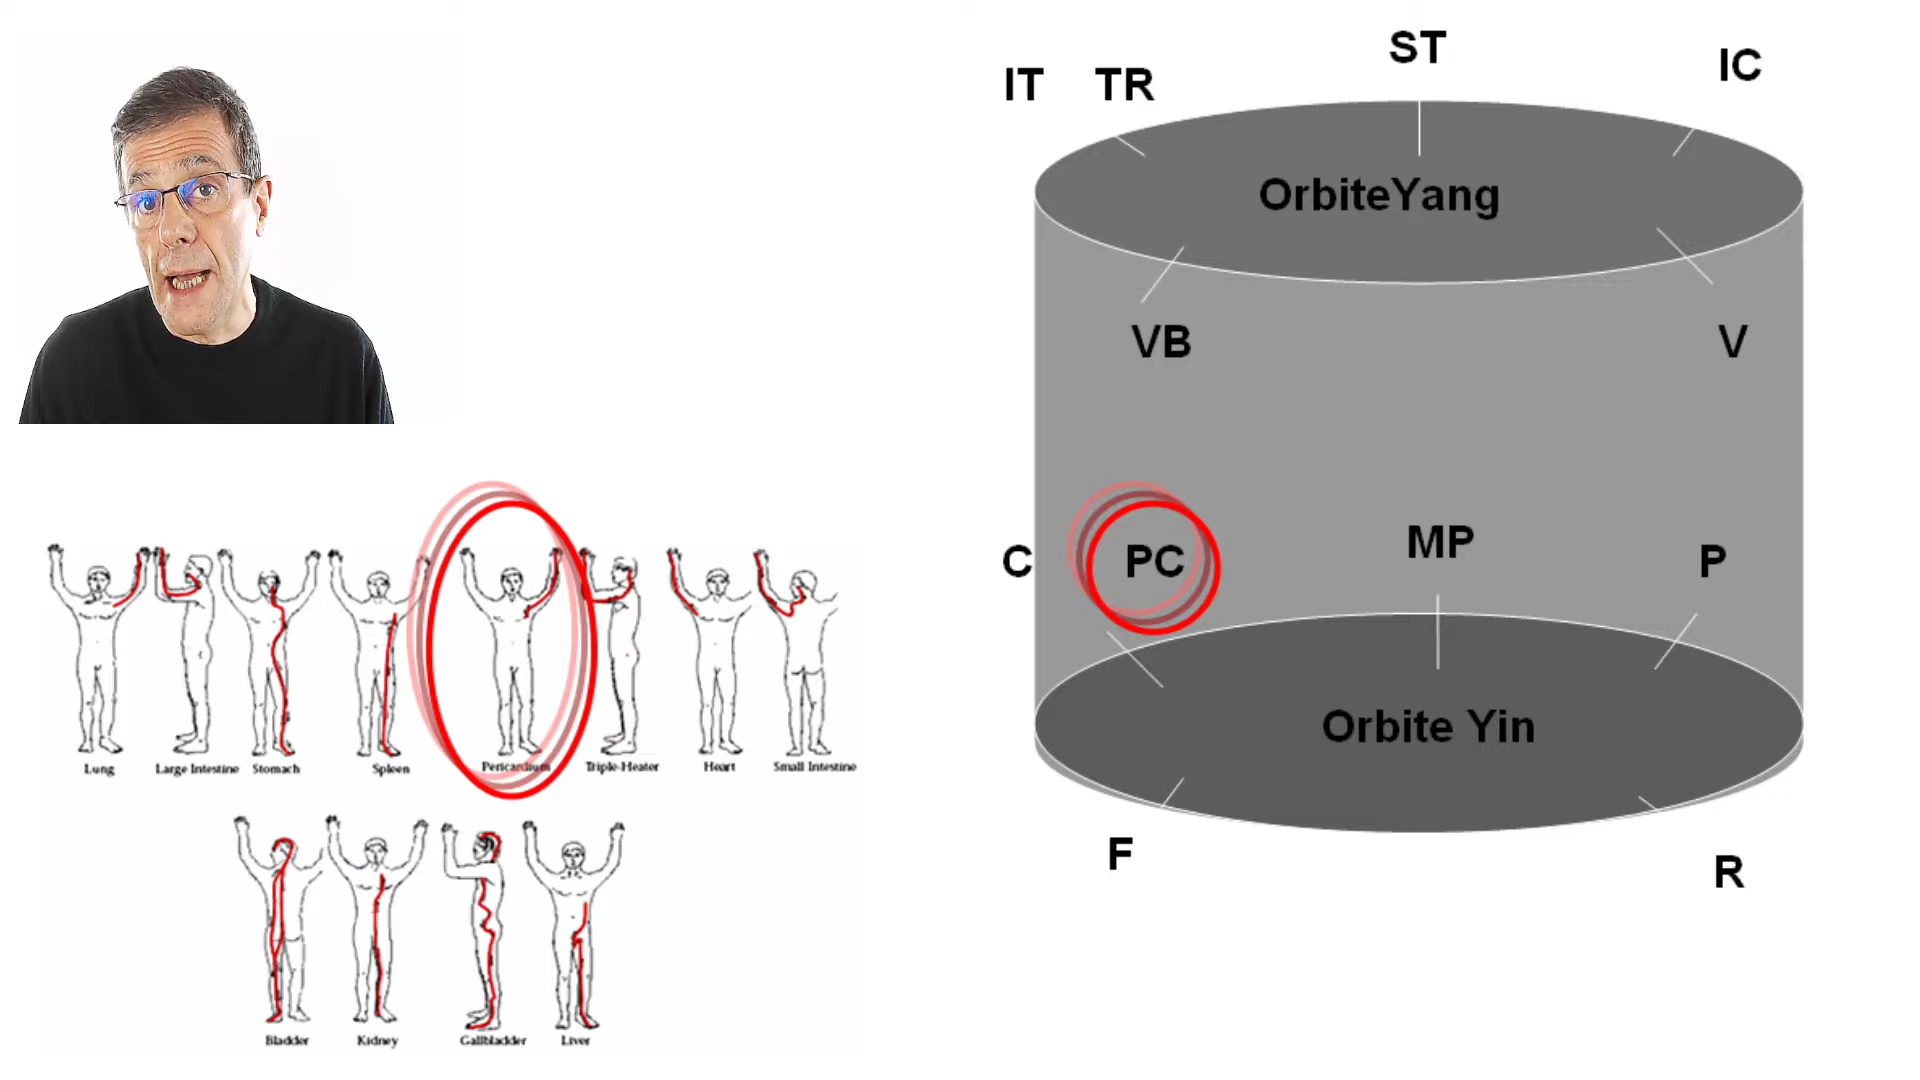 ST
IC
IT TR
OrbiteYang
VB V
C PC MP P
Orbite Yin
F R
Lung Large Intestine Stomach Spleen Pericardium Triple-Heater Heart Small Intestine
Bladder Kidney Gallbladder Liver